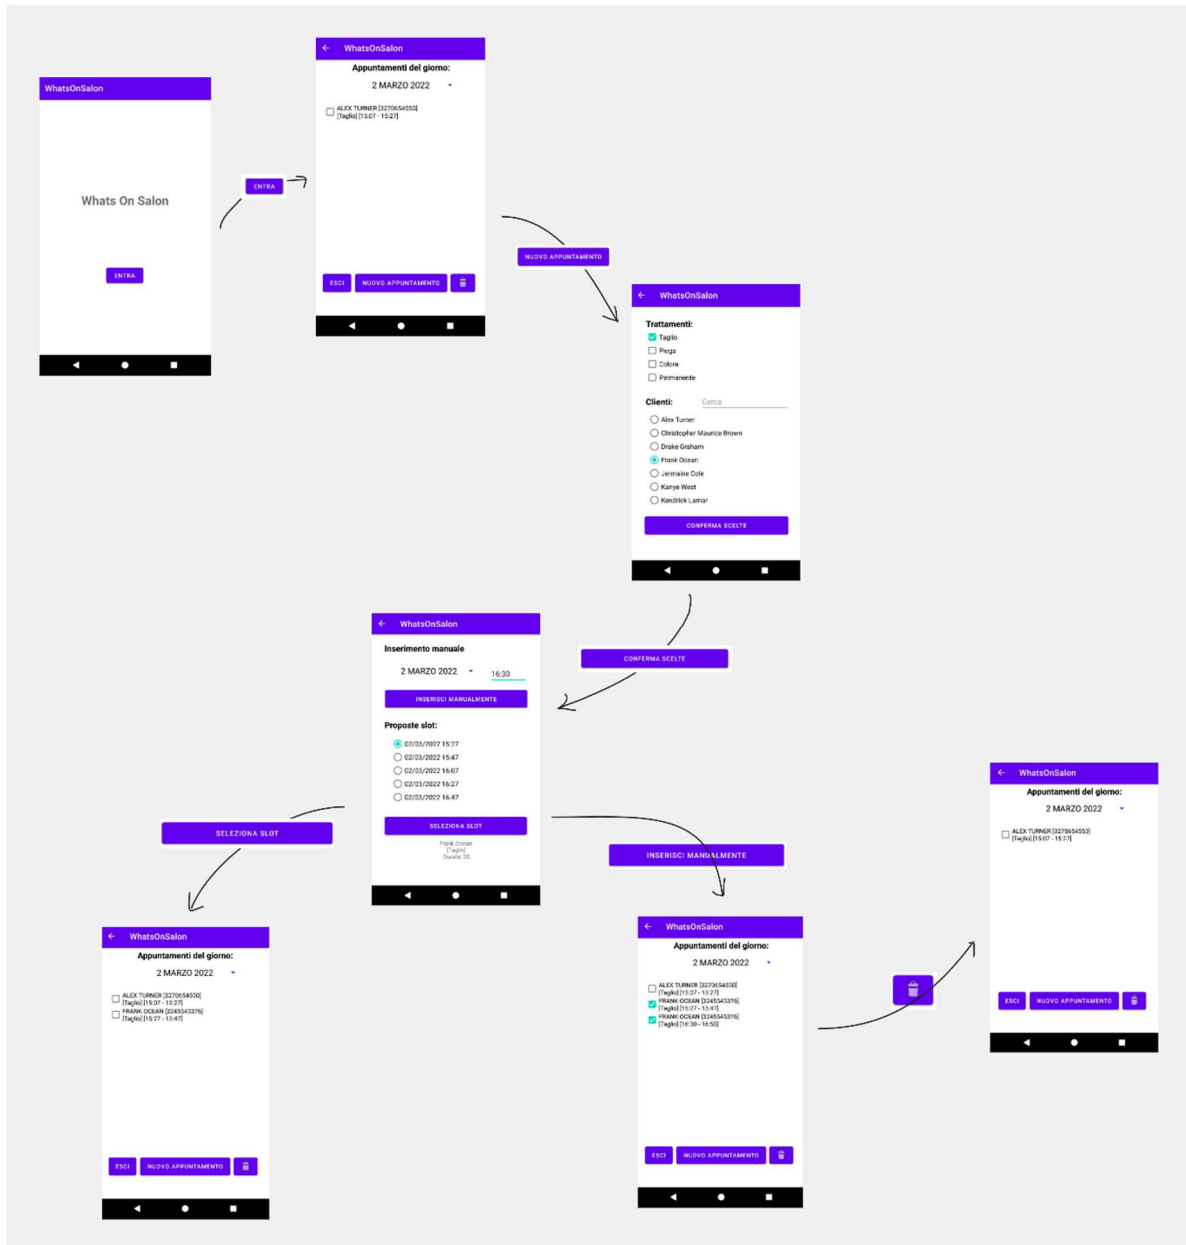 WhatsOnSalon
Whats On Salon
ENTRA
ENTRA
WhatsOnSalon
Appuntamenti del giorno:
2 MARZO 2022
ALEX TURNER [3270654550]
[Taglio] [15:07 - 15:27]
ESCI NUOVO APPUNTAMENTO
NUOVO APPUNTAMENTO
WhatsOnSalon
Trattamenti:
Taglio
Piega
Colore
Permanente
Clienti: Cerca
Alex Turner
Christopher Maurice Brown
Drake Graham
Frank Ocean
Jermaine Cole
Kanye West
Kendrick Lamar
CONFERMA SCELTE
CONFERMA SCELTE
WhatsOnSalon
Inserimento manuale
2 MARZO 2022 16:30
INSERISCI MANUALMENTE
Proposte slot:
02/03/2022 15:27
02/03/2022 15:47
02/03/2022 16:07
02/03/2022 16:27
02/03/2022 16:47
SELEZIONA SLOT
Frank Ocean
[Taglio]
Durata: 20
SELEZIONA SLOT
WhatsOnSalon
Appuntamenti del giorno:
2 MARZO 2022
ALEX TURNER [3270654550]
[Taglio] [15:07 - 15:27]
FRANK OCEAN [3245545376]
[Taglio] [15:27 - 15:47]
ESCI NUOVO APPUNTAMENTO
INSERISCI MANUALMENTE
WhatsOnSalon
Appuntamenti del giorno:
2 MARZO 2022
ALEX TURNER [3270654550]
[Taglio] [15:07 - 15:27]
FRANK OCEAN [3245545376]
[Taglio] [15:27 - 15:47]
FRANK OCEAN [3245545376]
[Taglio] [16:30 - 16:50]
ESCI NUOVO APPUNTAMENTO
WhatsOnSalon
Appuntamenti del giorno:
2 MARZO 2022
ALEX TURNER [3270654550]
[Taglio] [15:07 - 15:27]
ESCI NUOVO APPUNTAMENTO